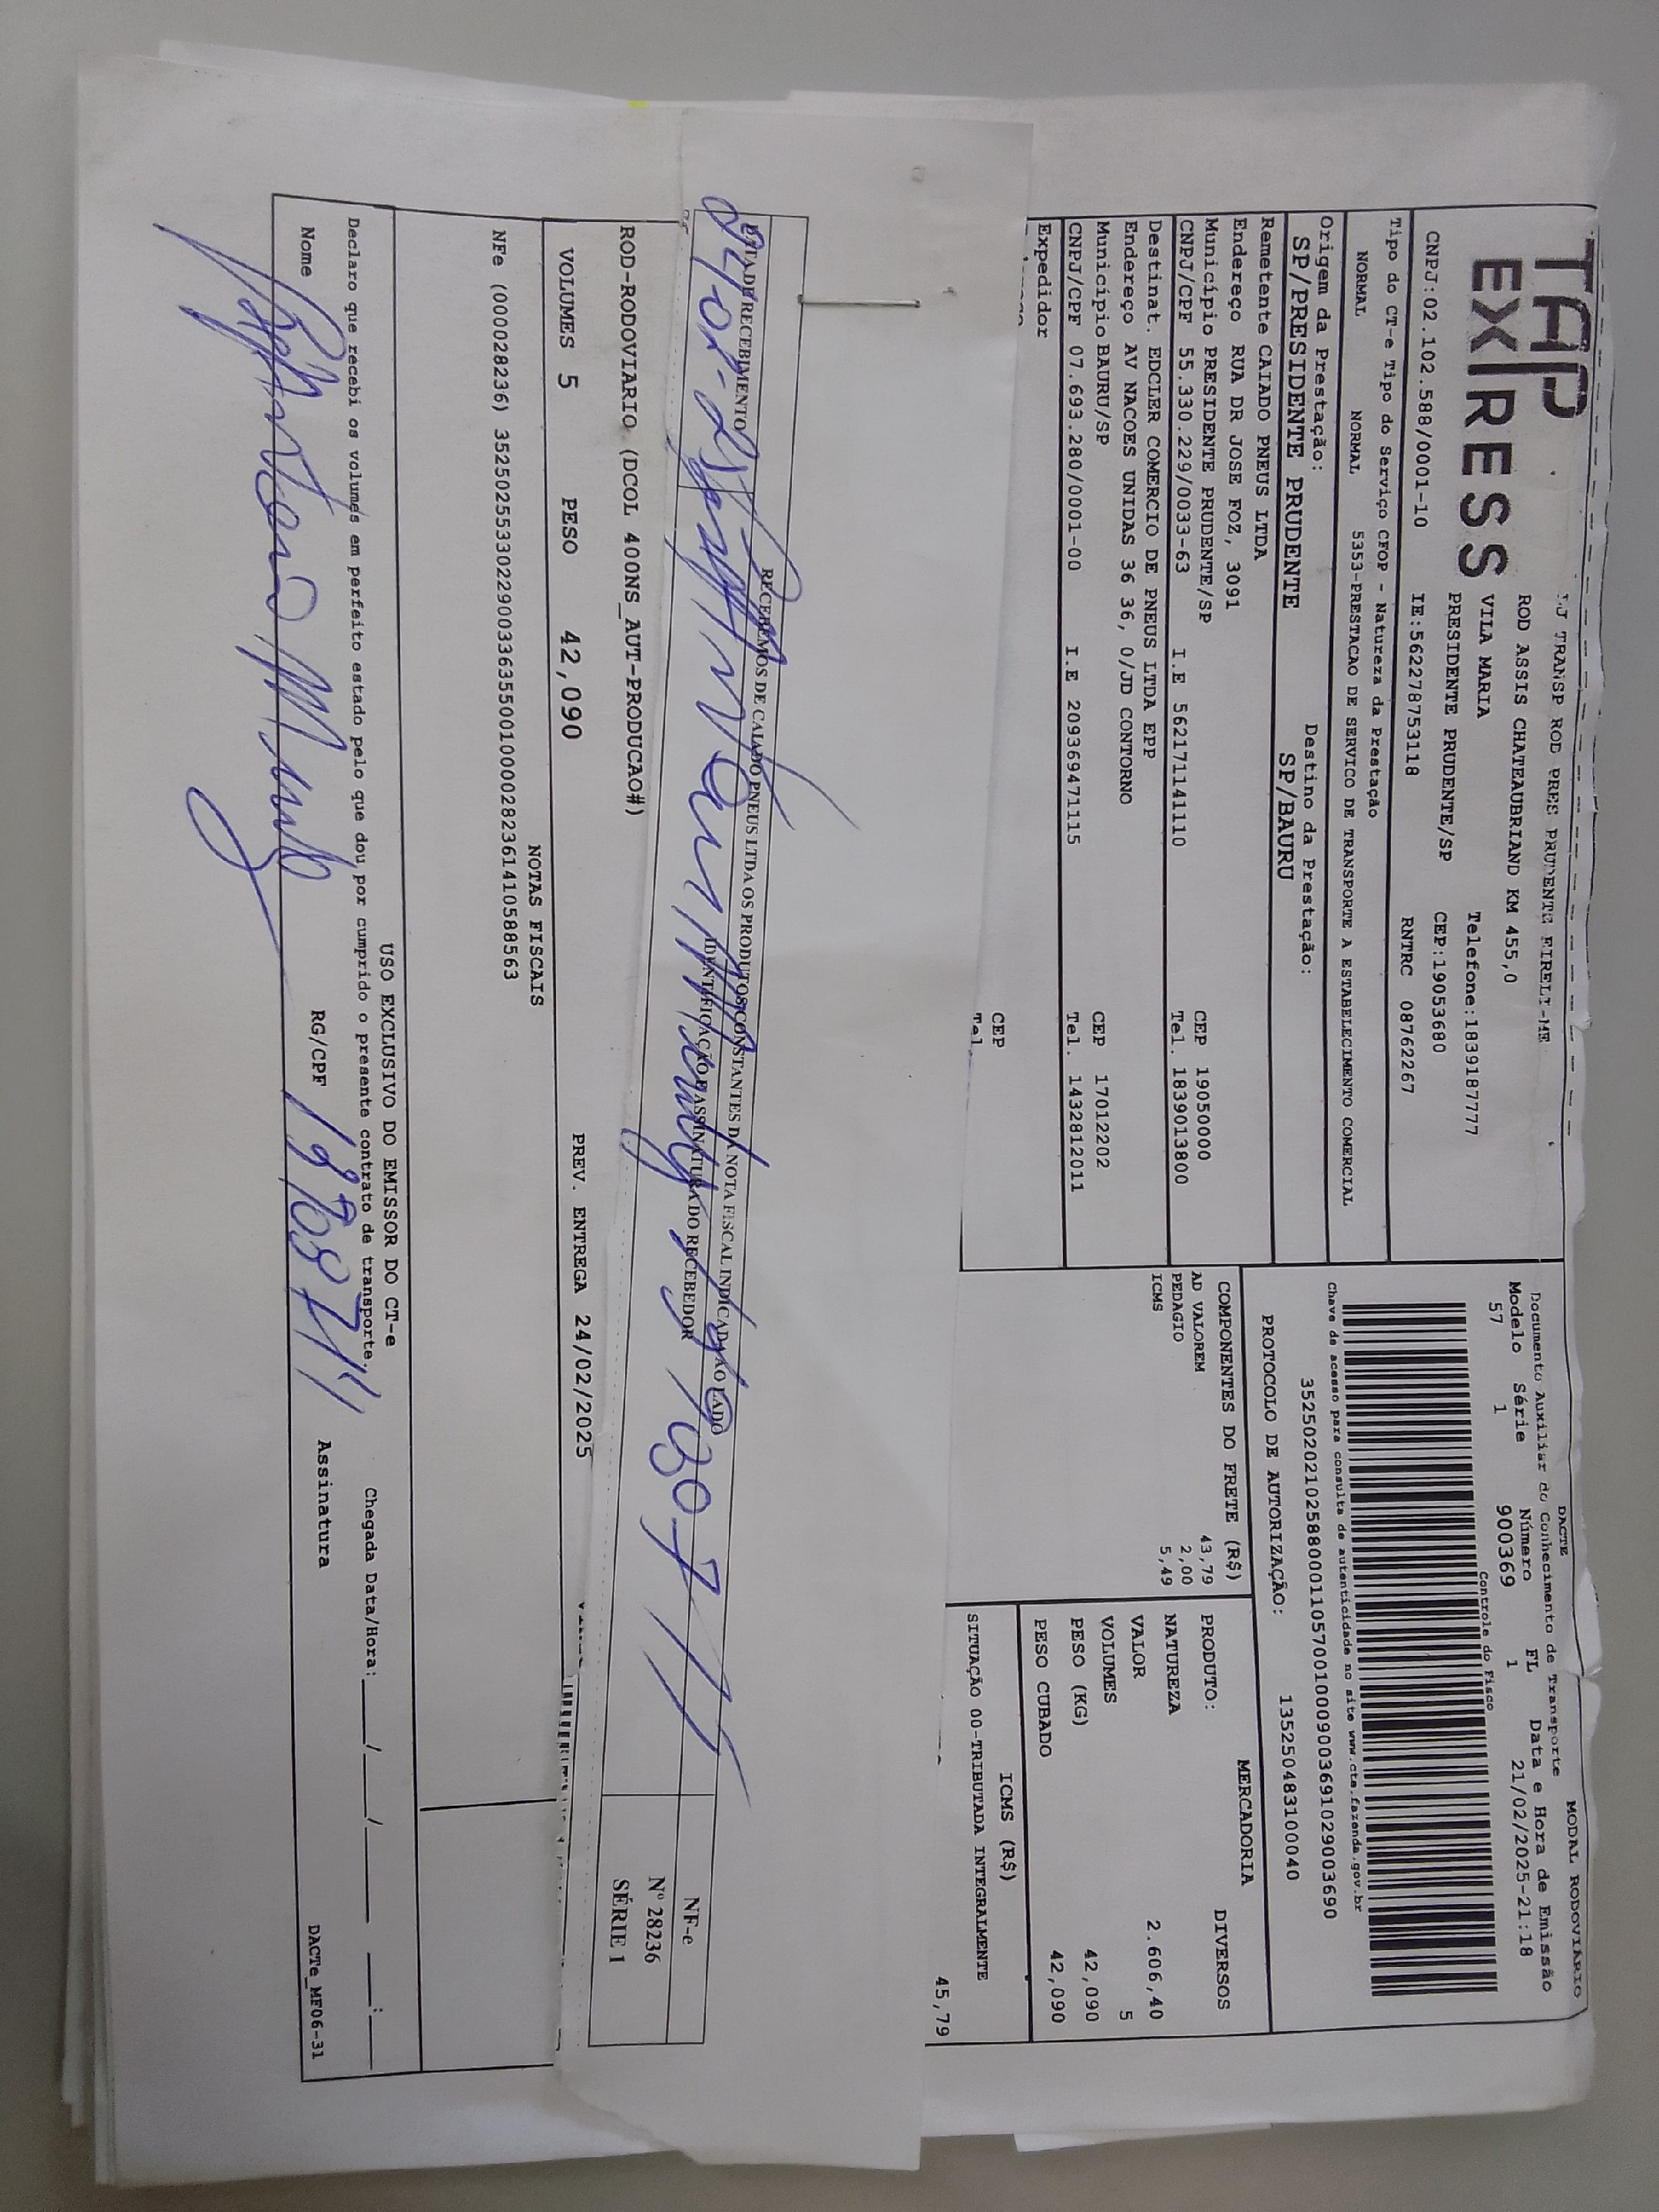 TAP EXPRESS
TRANSP ROD PRES PRUDENTE EIRELI-ME
ROD ASSIS CHATEAUBRIAND KM 455,0
VILA MARIA Telefone:1839187777
PRESIDENTE PRUDENTE/SP CEP:19053680
CNPJ:02.102.588/0001-10 IE:562278753118 RNTRC 08762267
Tipo do CT-e Tipo do Serviço CFOP - Natureza da Prestação
NORMAL NORMAL 5353-PRESTACAO DE SERVICO DE TRANSPORTE A ESTABELECIMENTO COMERCIAL
Origem da Prestação: Destino da Prestação:
SP/PRESIDENTE PRUDENTE SP/BAURU
Remetente CAIADO PNEUS LTDA
Endereço RUA DR JOSE FOZ, 3091
Município PRESIDENTE PRUDENTE/SP CEP 19050000
CNPJ/CPF 55.330.229/0033-63 I.E 562171141110 Tel. 1839013800
Destinat. EDCLER COMERCIO DE PNEUS LTDA EPP
Endereço AV NACOES UNIDAS 36 36, 0/JD CONTORNO
Município BAURU/SP CEP 17012202
CNPJ/CPF 07.693.280/0001-00 I.E 209369471115 Tel. 1432812011
Expedidor
CEP
Tel.
DACTE MODAL RODOVIÁRIO
Documento Auxiliar do Conhecimento de Transporte
Modelo Série Número FL Data e Hora de Emissão
57 1 900369 1 21/02/2025-21:18
Controle do Fisco
Chave de acesso para consulta de autenticidade no site www.cte.fazenda.gov.br
35250202102588000110570010009003691029003690
PROTOCOLO DE AUTORIZAÇÃO: 135250483100040
COMPONENTES DO FRETE (R$)
AD VALOREM 43,79
PEDAGIO 2,00
ICMS 5,49
MERCADORIA
PRODUTO: DIVERSOS
NATUREZA
VALOR 2.606,40
VOLUMES 5
PESO (KG) 42,090
PESO CUBADO 42,090
ICMS (R$)
SITUAÇÃO 00-TRIBUTADA INTEGRALMENTE
45,79
RECEBEMOS DE CAIADO PNEUS LTDA OS PRODUTOS CONSTANTES DA NOTA FISCAL INDICADA AO LADO
DATA DE RECEBIMENTO IDENTIFICAÇÃO E ASSINATURA DO RECEBEDOR
NF-e
Nº 28236
SÉRIE 1
ROD-RODOVIARIO (DCOL 400ONS_AUT-PRODUCAO#)
VOLUMES 5 PESO 42,090 PREV. ENTREGA 24/02/2025
NOTAS FISCAIS
NFe (000028236) 35250255330229003363550010000282361410588563
USO EXCLUSIVO DO EMISSOR DO CT-e
Declaro que recebi os volumes em perfeito estado pelo que dou por cumprido o presente contrato de transporte. Chegada Data/Hora: ___/___/____ __:__
Nome RG/CPF Assinatura
DACTe_MF06-31